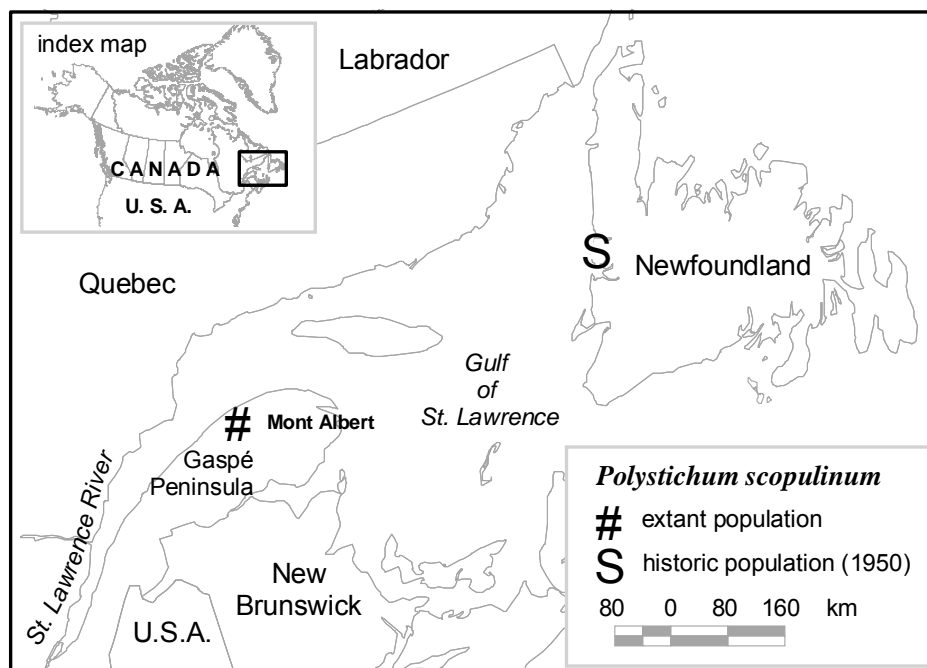 index map
C A N A D A
U. S. A.
Labrador
S
Newfoundland
Quebec
Gulf
of
St. Lawrence
# Mont Albert
Gaspé
Peninsula
St. Lawrence River
New
Brunswick
U.S.A.
Polystichum scopulinum
# extant population
S historic population (1950)
80 0 80 160 km